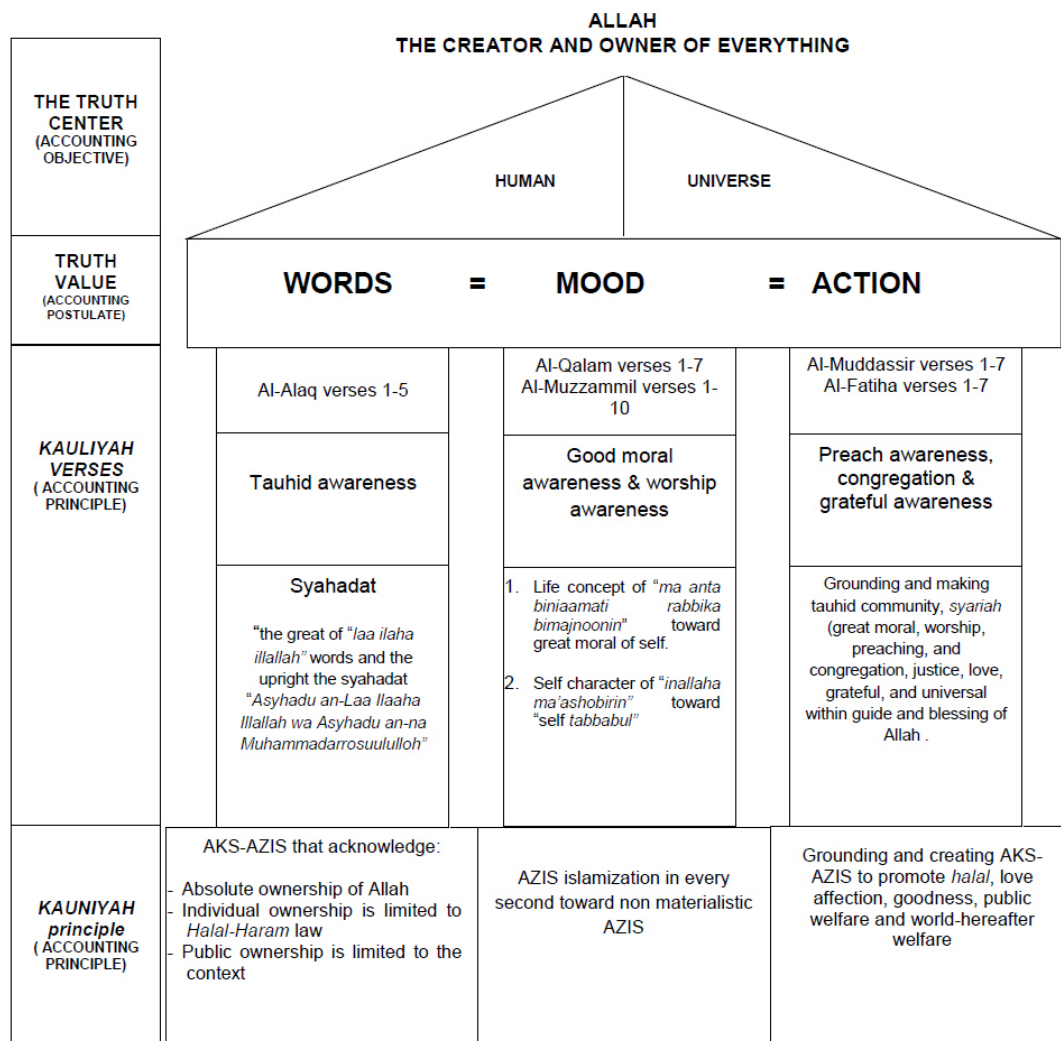 ALLAH
THE CREATOR AND OWNER OF EVERYTHING
THE TRUTH
CENTER
(ACCOUNTING
OBJECTIVE)
HUMAN
UNIVERSE
TRUTH
VALUE
(ACCOUNTING
POSTULATE)
WORDS = MOOD = ACTION
KAULIYAH
VERSES
( ACCOUNTING
PRINCIPLE)
Al-Alaq verses 1-5
Al-Qalam verses 1-7
Al-Muzzammil verses 1-
10
Al-Muddassir verses 1-7
Al-Fatiha verses 1-7
Tauhid awareness
Good moral
awareness & worship
awareness
Preach awareness,
congregation &
grateful awareness
Syahadat
“the great of “laa ilaha
illallah” words and the
upright the syahadat
“Asyhadu an-Laa Ilaaha
Illallah wa Asyhadu an-na
Muhammadarrosuululloh”
1. Life concept of “ma anta
biniaamati rabbika
bimajnoonin” toward
great moral of self.
2. Self character of “inallaha
ma’ashobirin” toward
“self tabbabul”
Grounding and making
tauhid community, syariah
(great moral, worship,
preaching, and
congregation, justice, love,
grateful, and universal
within guide and blessing of
Allah .
KAUNIYAH
principle
( ACCOUNTING
PRINCIPLE)
AKS-AZIS that acknowledge:
- Absolute ownership of Allah
- Individual ownership is limited to
Halal-Haram law
- Public ownership is limited to the
context
AZIS islamization in every
second toward non materialistic
AZIS
Grounding and creating AKS-
AZIS to promote halal, love
affection, goodness, public
welfare and world-hereafter
welfare